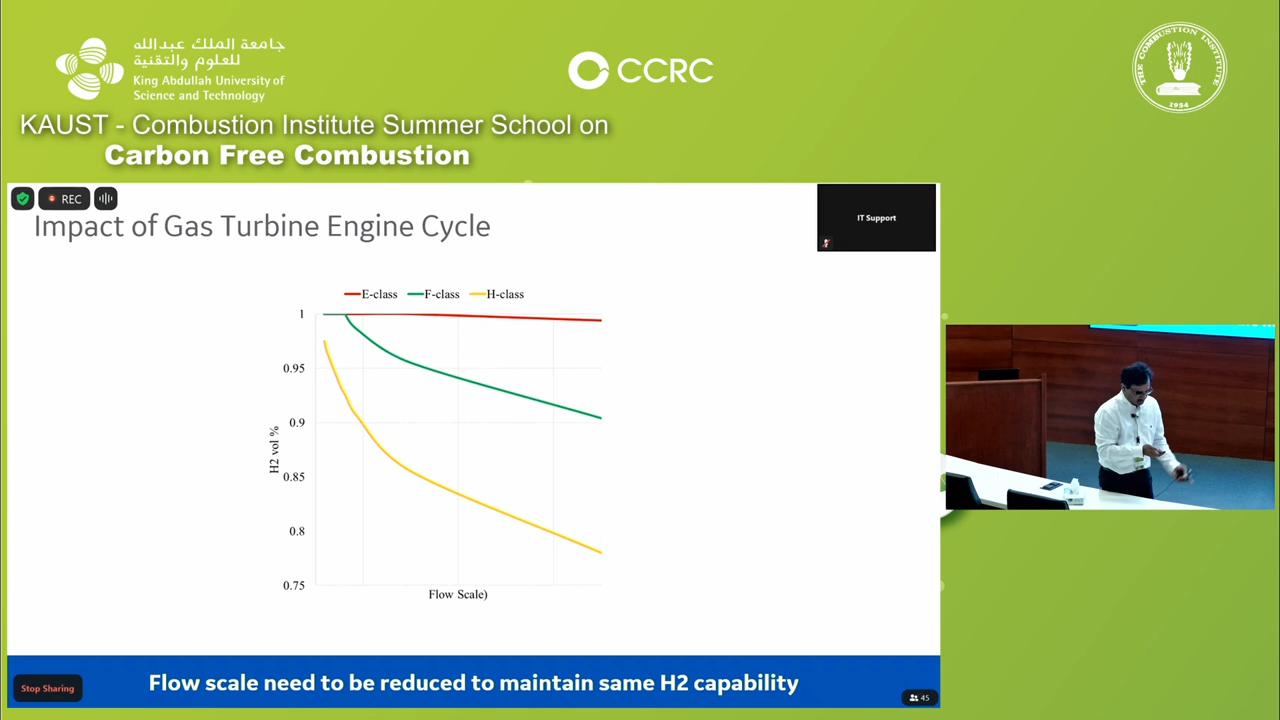 جامعة الملك عبدالله
للعلوم والتقنية
King Abdullah University of
Science and Technology
CCRC
THE COMBUSTION INSTITUTE
1954
KAUST - Combustion Institute Summer School on
Carbon Free Combustion
REC
IT Support
Impact of Gas Turbine Engine Cycle
E-class F-class H-class
1
0.95
0.9
0.85
0.8
0.75
H2 vol %
Flow Scale)
Flow scale need to be reduced to maintain same H2 capability
Stop Sharing
45